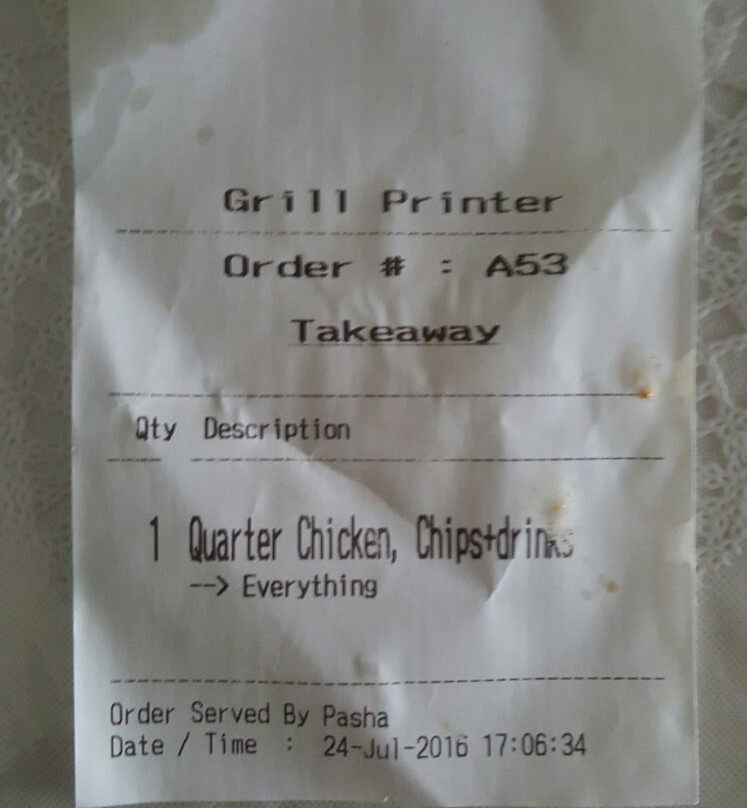 Grill Printer
Order # : A53
Takeaway
Qty Description
1 Quarter Chicken, Chips+drinks
--> Everything
Order Served By Pasha
Date / Time : 24-Jul-2016 17:06:34